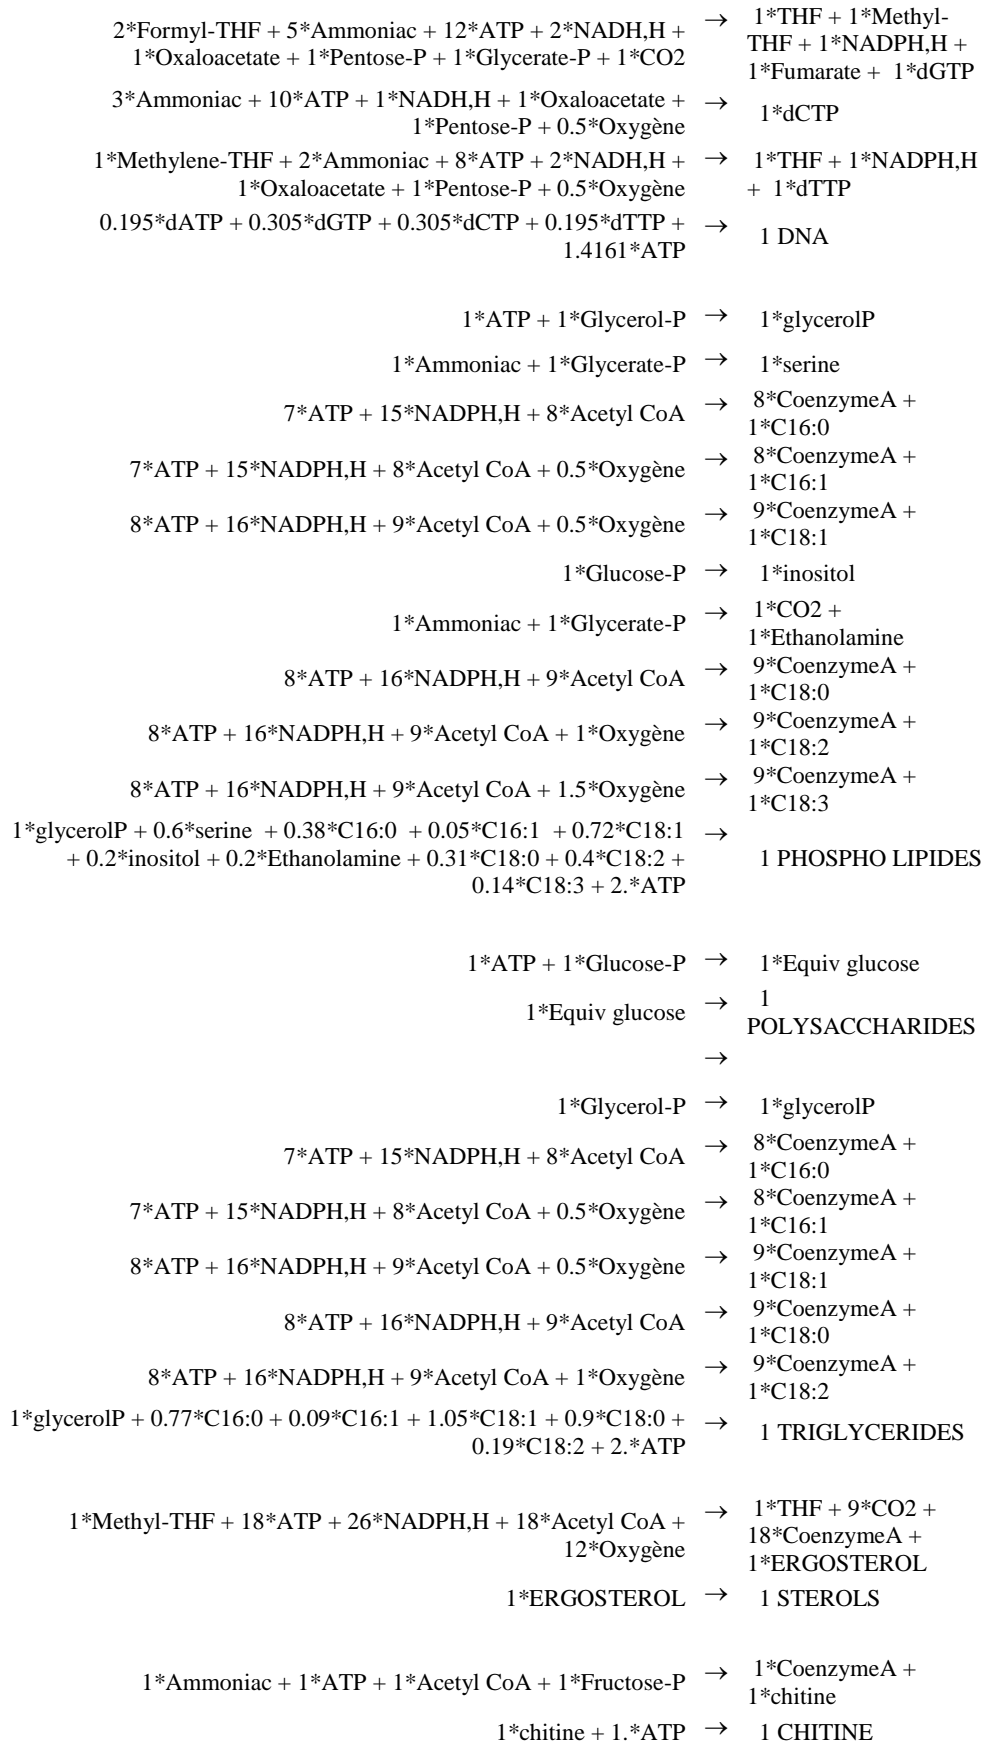 2*Formyl-THF + 5*Ammoniac + 12*ATP + 2*NADH,H +
1*Oxaloacetate + 1*Pentose-P + 1*Glycerate-P + 1*CO2
→
1*THF + 1*Methyl-
THF + 1*NADPH,H +
1*Fumarate + 1*dGTP
3*Ammoniac + 10*ATP + 1*NADH,H + 1*Oxaloacetate +
1*Pentose-P + 0.5*Oxygène
→
1*dCTP
1*Methylene-THF + 2*Ammoniac + 8*ATP + 2*NADH,H +
1*Oxaloacetate + 1*Pentose-P + 0.5*Oxygène
→
1*THF + 1*NADPH,H
+ 1*dTTP
0.195*dATP + 0.305*dGTP + 0.305*dCTP + 0.195*dTTP +
1.4161*ATP
→
1 DNA
1*ATP + 1*Glycerol-P → 1*glycerolP
1*Ammoniac + 1*Glycerate-P → 1*serine
7*ATP + 15*NADPH,H + 8*Acetyl CoA → 8*CoenzymeA +
1*C16:0
7*ATP + 15*NADPH,H + 8*Acetyl CoA + 0.5*Oxygène → 8*CoenzymeA +
1*C16:1
8*ATP + 16*NADPH,H + 9*Acetyl CoA + 0.5*Oxygène → 9*CoenzymeA +
1*C18:1
1*Glucose-P → 1*inositol
1*Ammoniac + 1*Glycerate-P → 1*CO2 +
1*Ethanolamine
8*ATP + 16*NADPH,H + 9*Acetyl CoA → 9*CoenzymeA +
1*C18:0
8*ATP + 16*NADPH,H + 9*Acetyl CoA + 1*Oxygène → 9*CoenzymeA +
1*C18:2
8*ATP + 16*NADPH,H + 9*Acetyl CoA + 1.5*Oxygène → 9*CoenzymeA +
1*C18:3
1*glycerolP + 0.6*serine + 0.38*C16:0 + 0.05*C16:1 + 0.72*C18:1
+ 0.2*inositol + 0.2*Ethanolamine + 0.31*C18:0 + 0.4*C18:2 +
0.14*C18:3 + 2.*ATP
→
1 PHOSPHO LIPIDES
1*ATP + 1*Glucose-P → 1*Equiv glucose
1*Equiv glucose → 1
POLYSACCHARIDES
→
1*Glycerol-P → 1*glycerolP
7*ATP + 15*NADPH,H + 8*Acetyl CoA → 8*CoenzymeA +
1*C16:0
7*ATP + 15*NADPH,H + 8*Acetyl CoA + 0.5*Oxygène → 8*CoenzymeA +
1*C16:1
8*ATP + 16*NADPH,H + 9*Acetyl CoA + 0.5*Oxygène → 9*CoenzymeA +
1*C18:1
8*ATP + 16*NADPH,H + 9*Acetyl CoA → 9*CoenzymeA +
1*C18:0
8*ATP + 16*NADPH,H + 9*Acetyl CoA + 1*Oxygène → 9*CoenzymeA +
1*C18:2
1*glycerolP + 0.77*C16:0 + 0.09*C16:1 + 1.05*C18:1 + 0.9*C18:0 +
0.19*C18:2 + 2.*ATP
→
1 TRIGLYCERIDES
1*Methyl-THF + 18*ATP + 26*NADPH,H + 18*Acetyl CoA +
12*Oxygène
→
1*THF + 9*CO2 +
18*CoenzymeA +
1*ERGOSTEROL
1*ERGOSTEROL → 1 STEROLS
1*Ammoniac + 1*ATP + 1*Acetyl CoA + 1*Fructose-P → 1*CoenzymeA +
1*chitine
1*chitine + 1.*ATP → 1 CHITINE